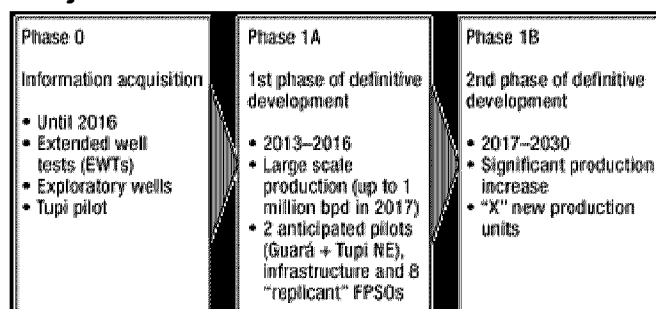 Phase 0
Information acquisition
• Until 2016
• Extended well
tests (EWTs)
• Exploratory wells
• Tupi pilot
Phase 1A
1st phase of definitive
development
• 2013–2016
• Large scale
production (up to 1
million bpd in 2017)
• 2 anticipated pilots
(Guará + Tupi NE),
infrastructure and 8
"replicant" FPSOs
Phase 1B
2nd phase of definitive
development
• 2017–2030
• Significant production
increase
• "X" new production
units